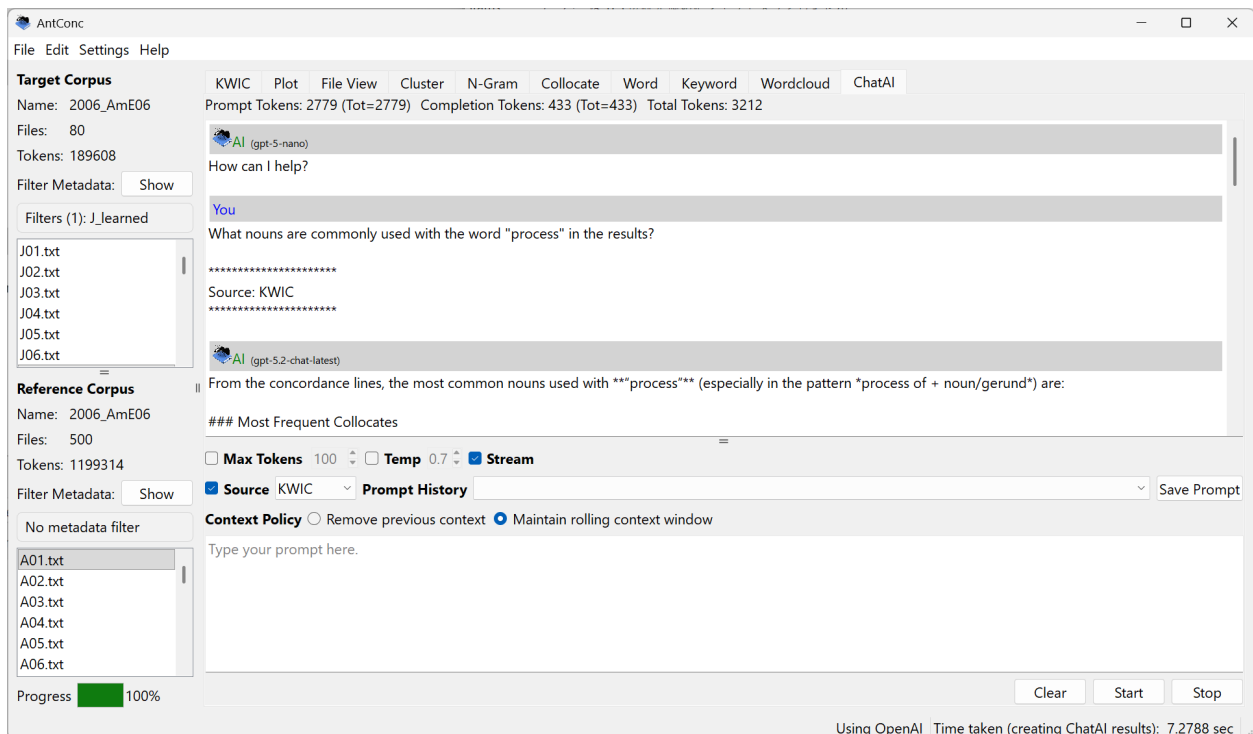 AntConc
File Edit Settings Help
Target Corpus
Name: 2006_AmE06
Files: 80
Tokens: 189608
Filter Metadata: Show
Filters (1): J_learned
J01.txt
J02.txt
J03.txt
J04.txt
J05.txt
J06.txt
Reference Corpus
Name: 2006_AmE06
Files: 500
Tokens: 1199314
Filter Metadata: Show
No metadata filter
A01.txt
A02.txt
A03.txt
A04.txt
A05.txt
A06.txt
Progress 100%
KWIC Plot File View Cluster N-Gram Collocate Word Keyword Wordcloud ChatAI
Prompt Tokens: 2779 (Tot=2779) Completion Tokens: 433 (Tot=433) Total Tokens: 3212
AI (gpt-5-nano)
How can I help?
You
What nouns are commonly used with the word "process" in the results?
**********************
Source: KWIC
**********************
AI (gpt-5.2-chat-latest)
From the concordance lines, the most common nouns used with **"process"** (especially in the pattern *process of + noun/gerund*) are:
### Most Frequent Collocates
Max Tokens 100 Temp 0.7 Stream
Source KWIC Prompt History Save Prompt
Context Policy Remove previous context Maintain rolling context window
Type your prompt here.
Clear Start Stop
Using OpenAI Time taken (creating ChatAI results): 7.2788 sec